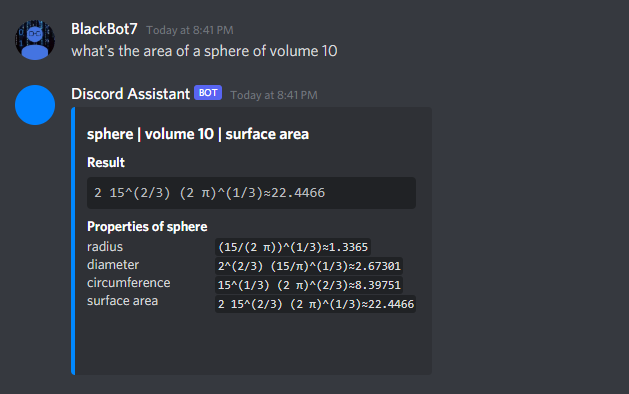 BlackBot7 Today at 8:41 PM
what's the area of a sphere of volume 10
Discord Assistant BOT Today at 8:41 PM
sphere | volume 10 | surface area
Result
2 15^(2/3) (2 π)^(1/3)≈22.4466
Properties of sphere
radius (15/(2 π))^(1/3)≈1.3365
diameter 2^(2/3) (15/π)^(1/3)≈2.67301
circumference 15^(1/3) (2 π)^(2/3)≈8.39751
surface area 2 15^(2/3) (2 π)^(1/3)≈22.4466